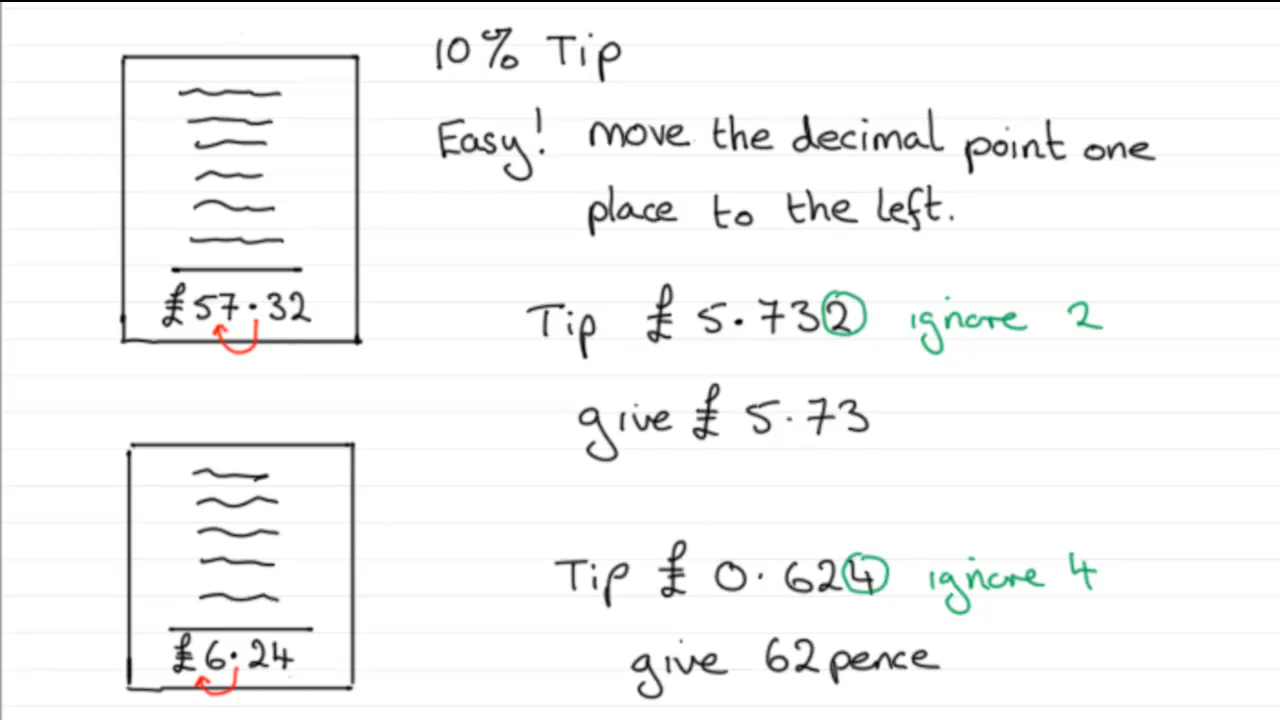 10% Tip
Easy! move the decimal point one
place to the left.
£57.32
Tip £5.732 ignore 2
give £5.73
£6.24
Tip £0.624 ignore 4
give 62pence